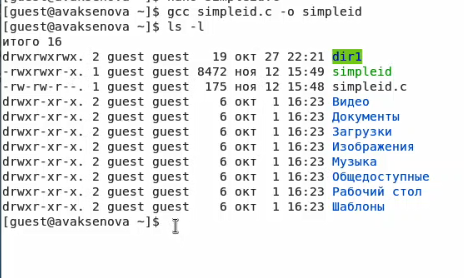 [guest@avaksenova ~]$ gcc simpleid.c -o simpleid
[guest@avaksenova ~]$ ls -l
итого 16
drwxrwxrwx. 2 guest guest   19 окт 27 22:21 dir1
-rwxrwxr-x. 1 guest guest 8472 ноя 12 15:49 simpleid
-rw-rw-r--. 1 guest guest  175 ноя 12 15:48 simpleid.c
drwxr-xr-x. 2 guest guest    6 окт  1 16:23 Видео
drwxr-xr-x. 2 guest guest    6 окт  1 16:23 Документы
drwxr-xr-x. 2 guest guest    6 окт  1 16:23 Загрузки
drwxr-xr-x. 2 guest guest    6 окт  1 16:23 Изображения
drwxr-xr-x. 2 guest guest    6 окт  1 16:23 Музыка
drwxr-xr-x. 2 guest guest    6 окт  1 16:23 Общедоступные
drwxr-xr-x. 2 guest guest    6 окт  1 16:23 Рабочий стол
drwxr-xr-x. 2 guest guest    6 окт  1 16:23 Шаблоны
[guest@avaksenova ~]$